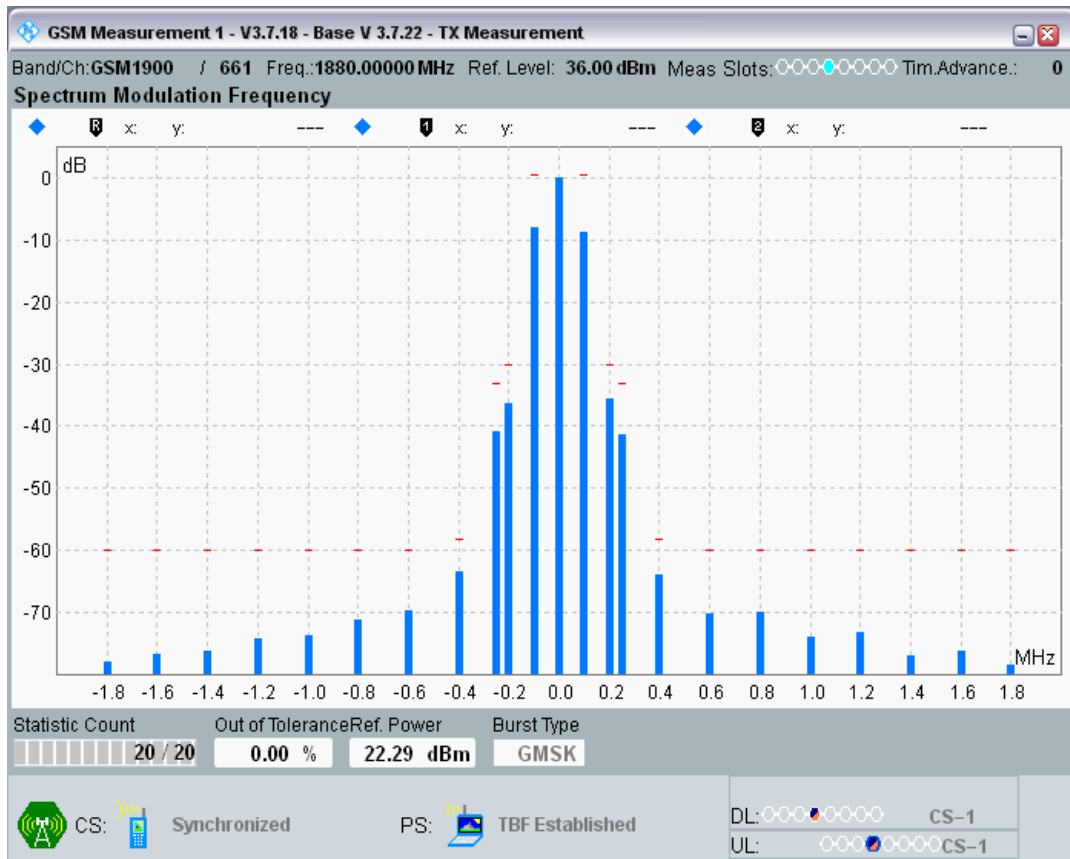 GSM Measurement 1 - V3.7.18 - Base V 3.7.22 - TX Measurement
Band/Ch:GSM1900 / 661 Freq.:1880.00000 MHz Ref. Level: 36.00 dBm Meas Slots: Tim.Advance.: 0
Spectrum Modulation Frequency
R x: y: --- 1 x: y: --- 2 x: y: ---
dB
0
-10
-20
-30
-40
-50
-60
-70
MHz
-1.8 -1.6 -1.4 -1.2 -1.0 -0.8 -0.6 -0.4 -0.2 0.0 0.2 0.4 0.6 0.8 1.0 1.2 1.4 1.6 1.8
Statistic Count Out of Tolerance Ref. Power Burst Type
20 / 20 0.00 % 22.29 dBm GMSK
CS: Synchronized PS: TBF Established DL: CS-1
UL: CS-1